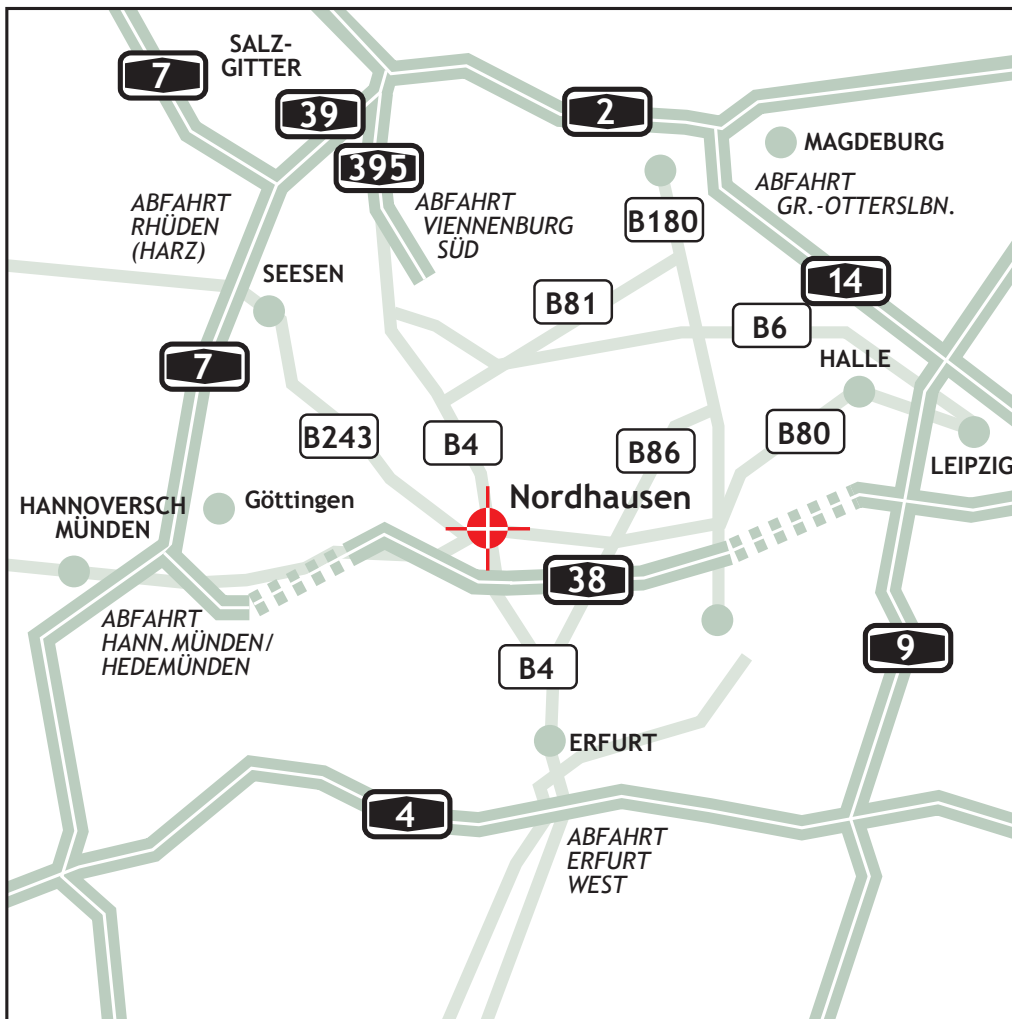 SALZ-
GITTER
7
39
2
395
MAGDEBURG
ABFAHRT
RHÜDEN
(HARZ)
ABFAHRT
VIENNENBURG
SÜD
ABFAHRT
GR.-OTTERSLBN.
B180
SEESEN
B81
14
B6
7
HALLE
B243
B4
B86
B80
LEIPZIG
HANNOVERSCH
MÜNDEN
Göttingen
Nordhausen
38
ABFAHRT
HANN.MÜNDEN/
HEDEMÜNDEN
9
B4
ERFURT
4
ABFAHRT
ERFURT
WEST